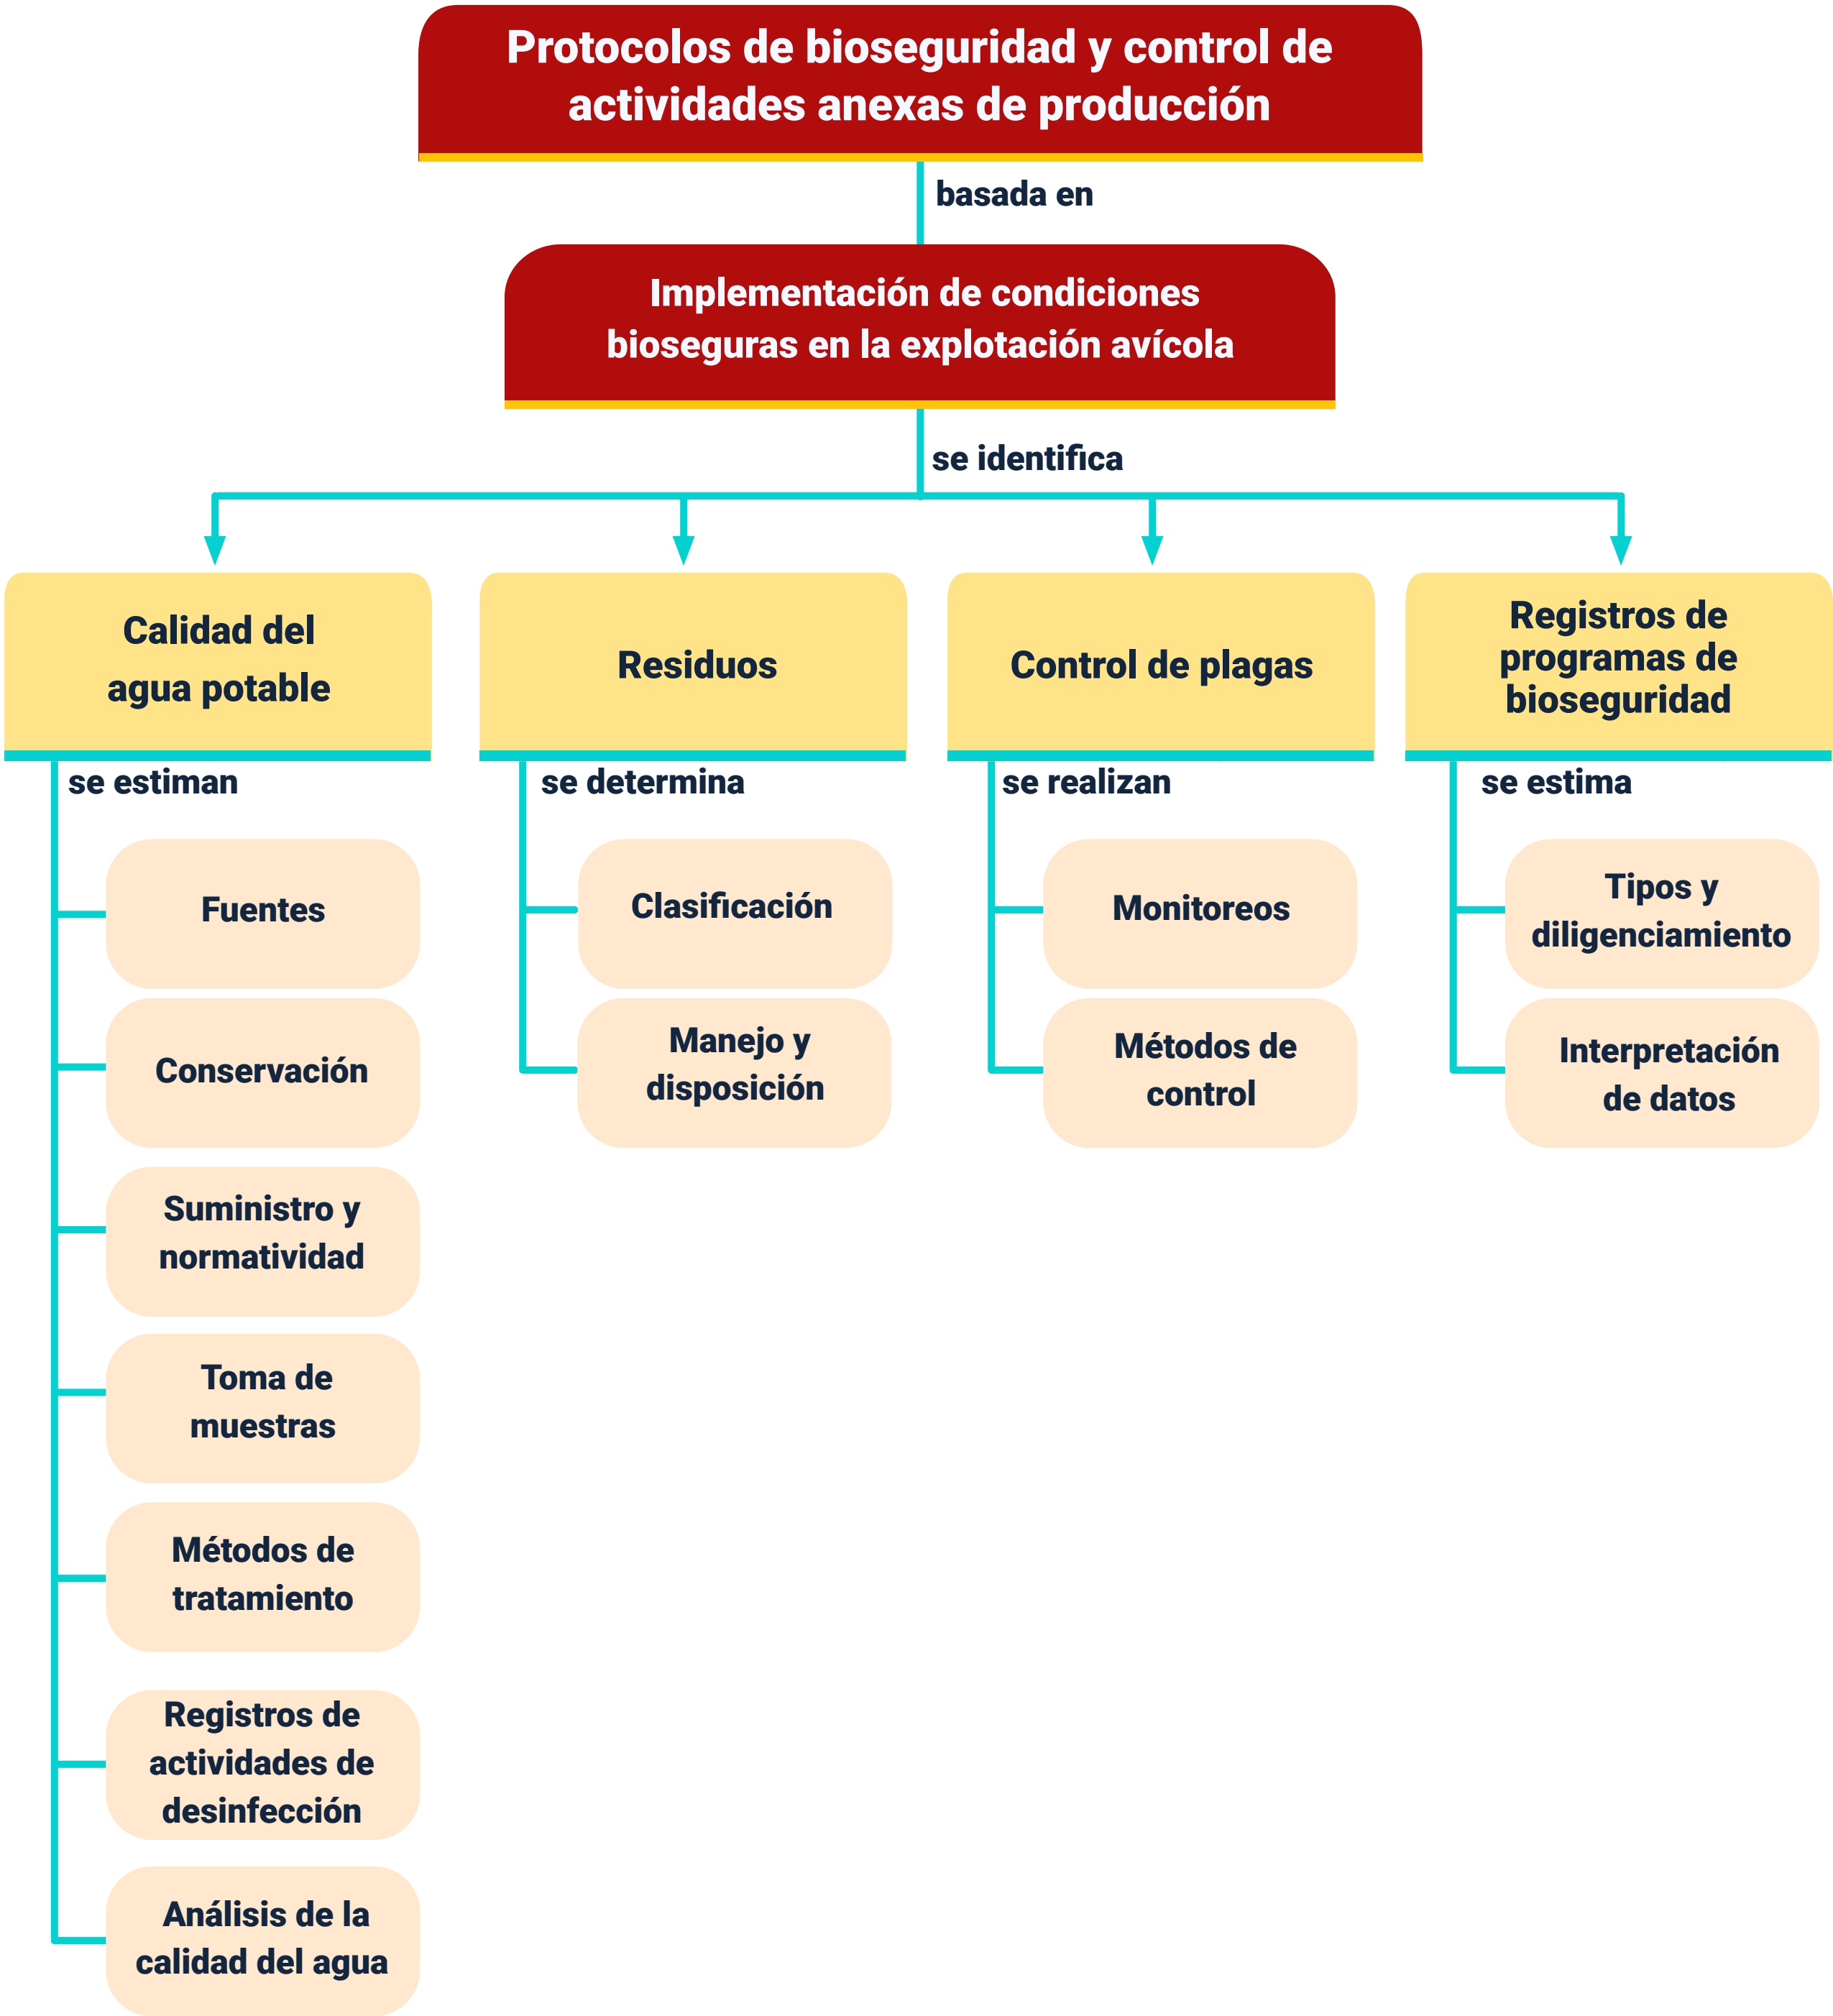 Protocolos de bioseguridad y control de
actividades anexas de producción
basada en
Implementación de condiciones
bioseguras en la explotación avícola
se identifica
Calidad del
agua potable
se estiman
Fuentes
Conservación
Suministro y
normatividad
Toma de
muestras
Métodos de
tratamiento
Registros de
actividades de
desinfección
Análisis de la
calidad del agua
Residuos
se determina
Clasificación
Manejo y
disposición
Control de plagas
se realizan
Monitoreos
Métodos de
control
Registros de
programas de
bioseguridad
se estima
Tipos y
diligenciamiento
Interpretación
de datos